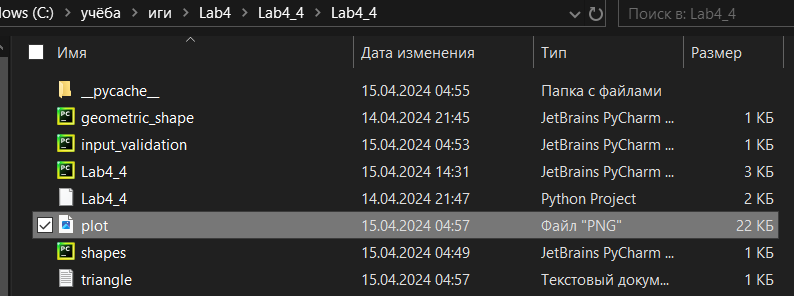 lows (C:) > учёба > иги > Lab4 > Lab4_4 > Lab4_4
Поиск в: Lab4_4
Имя Дата изменения Тип Размер
__pycache__ 15.04.2024 04:55 Папка с файлами
geometric_shape 14.04.2024 21:45 JetBrains PyCharm ... 1 КБ
input_validation 15.04.2024 04:53 JetBrains PyCharm ... 1 КБ
Lab4_4 15.04.2024 14:31 JetBrains PyCharm ... 3 КБ
Lab4_4 14.04.2024 21:47 Python Project 2 КБ
plot 15.04.2024 04:57 Файл "PNG" 22 КБ
shapes 15.04.2024 04:49 JetBrains PyCharm ... 1 КБ
triangle 15.04.2024 04:57 Текстовый докум... 1 КБ